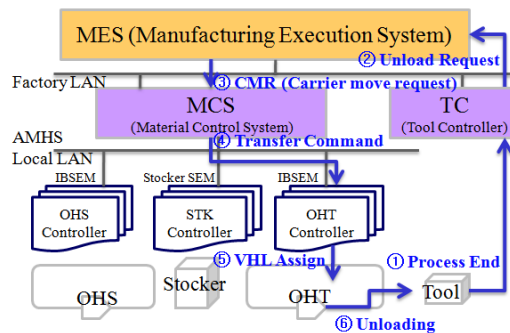 MES (Manufacturing Execution System)
② Unload Request
Factory LAN
③ CMR (Carrier move request)
MCS
(Material Control System)
TC
(Tool Controller)
AMHS
Local LAN
④ Transfer Command
IBSEM
Stocker SEM
IBSEM
OHS
Controller
STK
Controller
OHT
Controller
⑤ VHL Assign
① Process End
OHS
Stocker
OHT
Tool
⑥ Unloading